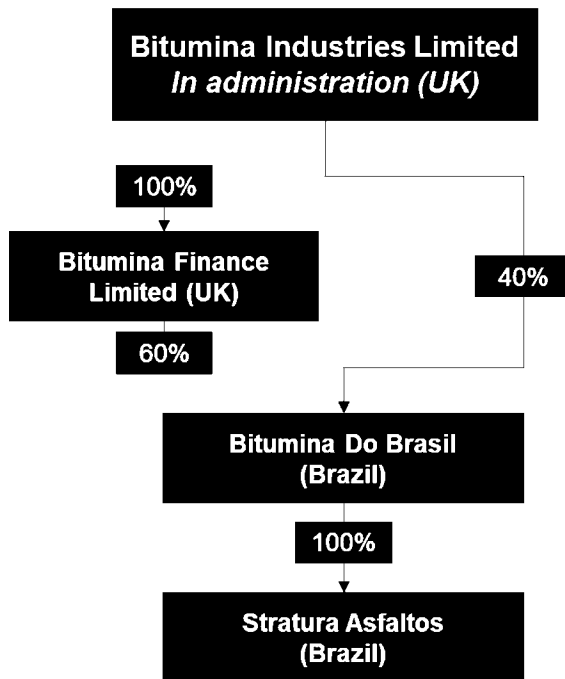 Bitumina Industries Limited
In administration (UK)
100%
Bitumina Finance
Limited (UK)
40%
60%
Bitumina Do Brasil
(Brazil)
100%
Stratura Asfaltos
(Brazil)